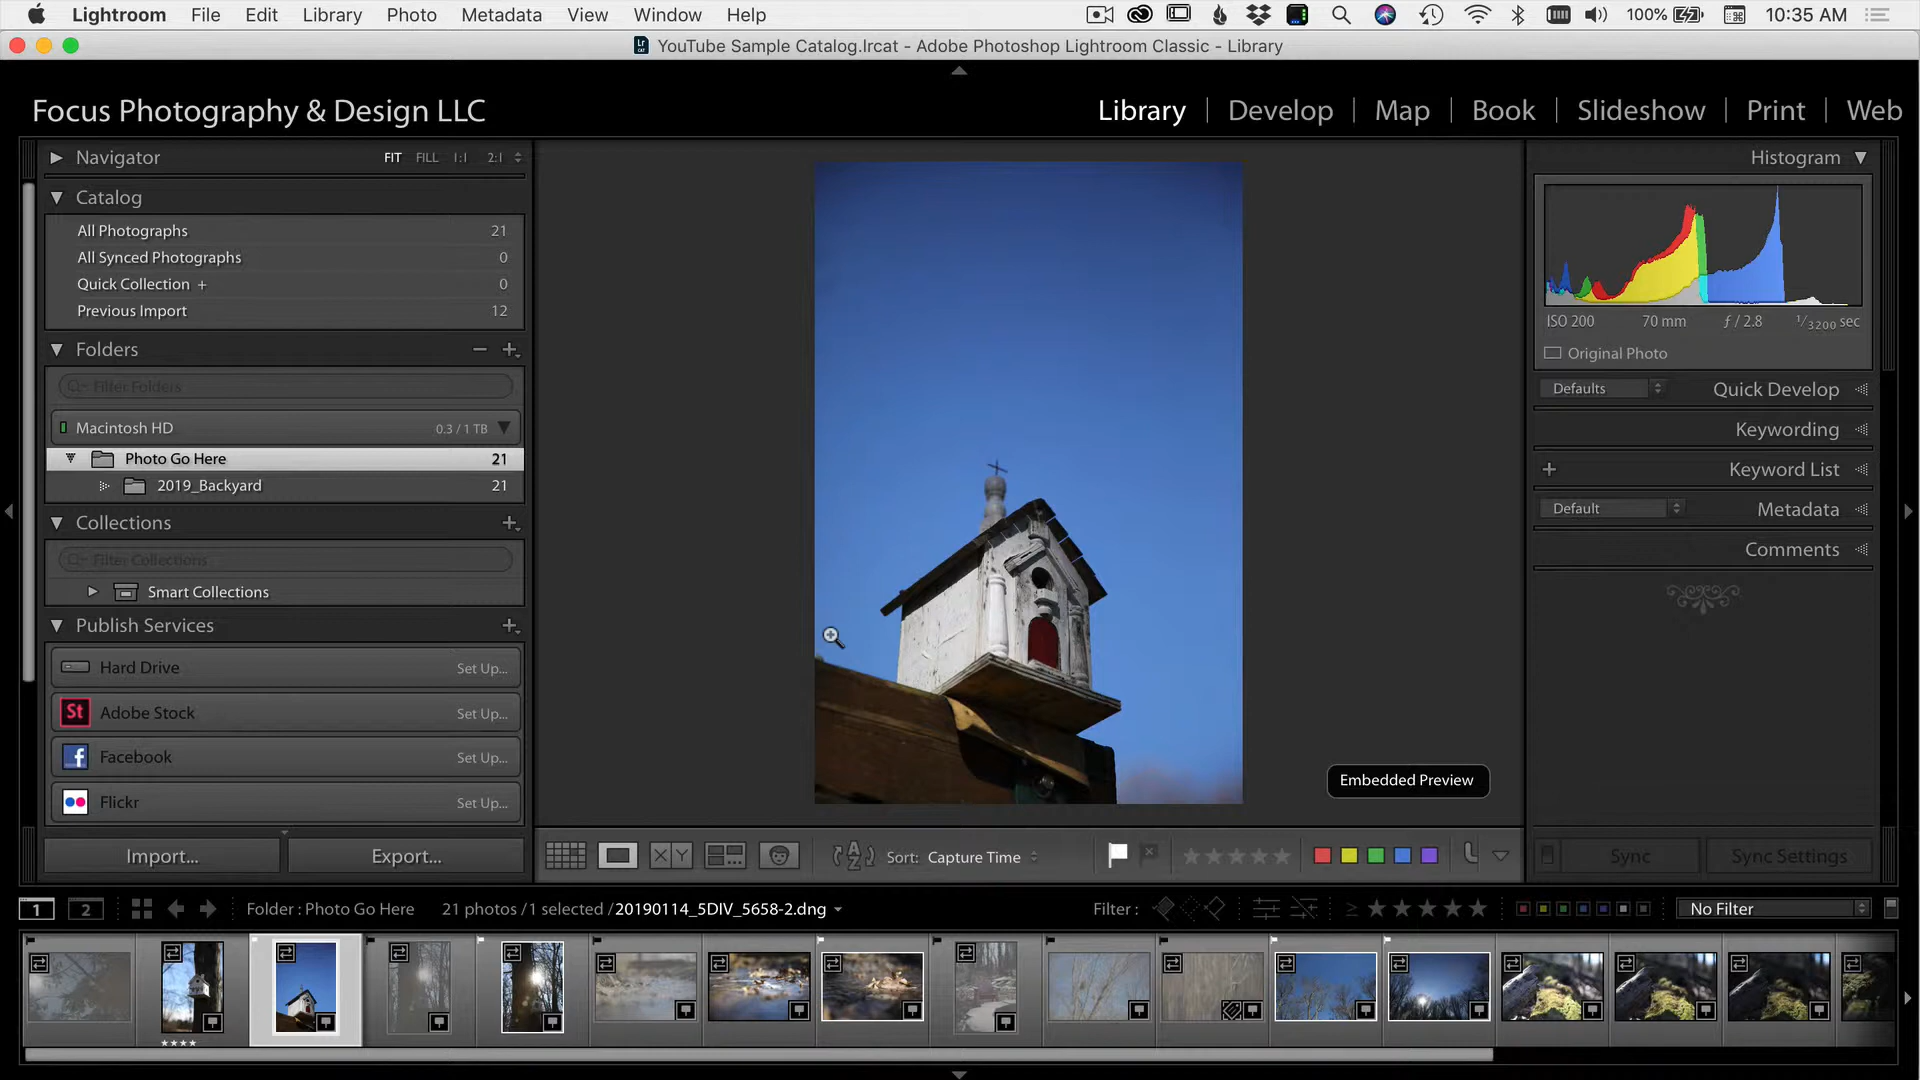 Lightroom File Edit Library Photo Metadata View Window Help 100% 10:35 AM
YouTube Sample Catalog.lrcat - Adobe Photoshop Lightroom Classic - Library
Focus Photography & Design LLC
Library | Develop | Map | Book | Slideshow | Print | Web
Navigator FIT FILL 1:1 2:1
Catalog
All Photographs 21
All Synced Photographs 0
Quick Collection + 0
Previous Import 12
Folders
Filter Folders
Macintosh HD 0.3 / 1 TB
Photo Go Here 21
2019_Backyard 21
Collections
Filter Collections
Smart Collections
Publish Services
Hard Drive Set Up...
St Adobe Stock Set Up...
Facebook Set Up...
Flickr Set Up...
Import... Export...
Embedded Preview
X Y
Sort: Capture Time
Histogram
ISO 200 70 mm ƒ / 2.8 1/3200 sec
Original Photo
Defaults Quick Develop
Keywording
Keyword List
Default Metadata
Comments
Sync Sync Settings
1 2 Folder : Photo Go Here 21 photos / 1 selected / 20190114_5DIV_5658-2.dng Filter : No Filter